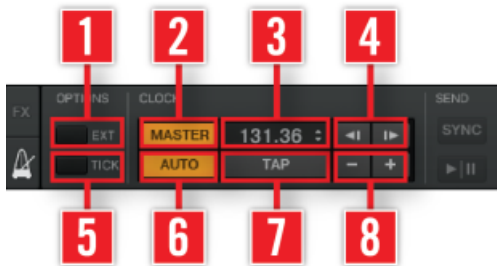 1 2 3 4
OPTIONS CLOCK SEND
FX EXT MASTER 131.36 SYNC
TICK AUTO TAP − +
5 6 7 8